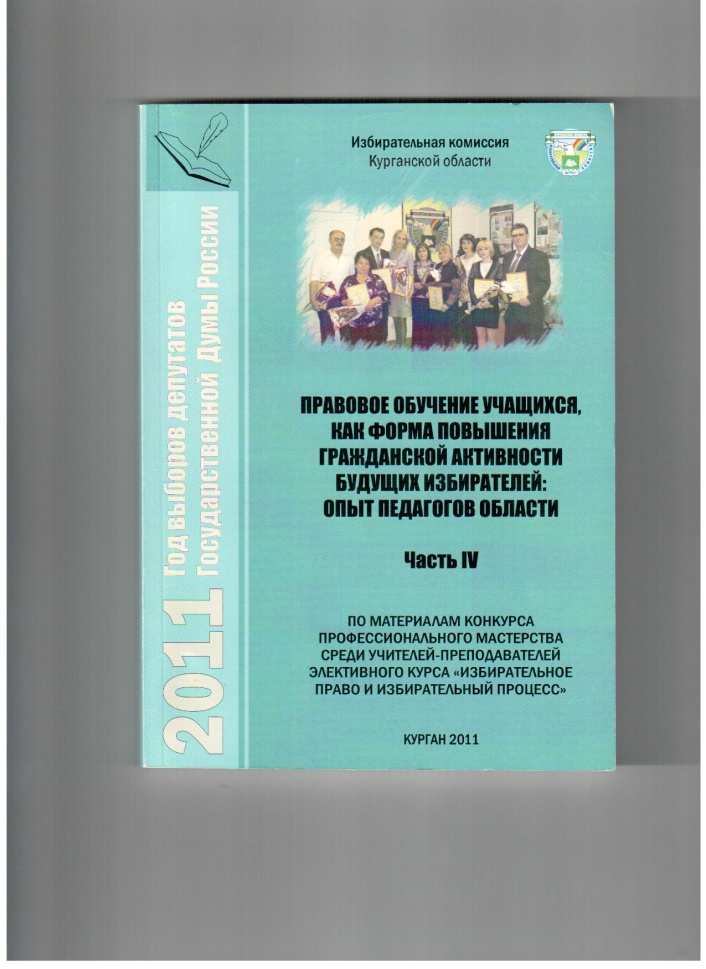 Избирательная комиссия
Курганской области
ПРАВОВОЕ ОБУЧЕНИЕ УЧАЩИХСЯ,
КАК ФОРМА ПОВЫШЕНИЯ
ГРАЖДАНСКОЙ АКТИВНОСТИ
БУДУЩИХ ИЗБИРАТЕЛЕЙ:
ОПЫТ ПЕДАГОГОВ ОБЛАСТИ
Часть IV
ПО МАТЕРИАЛАМ КОНКУРСА
ПРОФЕССИОНАЛЬНОГО МАСТЕРСТВА
СРЕДИ УЧИТЕЛЕЙ-ПРЕПОДАВАТЕЛЕЙ
ЭЛЕКТИВНОГО КУРСА «ИЗБИРАТЕЛЬНОЕ
ПРАВО И ИЗБИРАТЕЛЬНЫЙ ПРОЦЕСС»
КУРГАН 2011
2011
Год выборов депутатов
Государственной Думы России